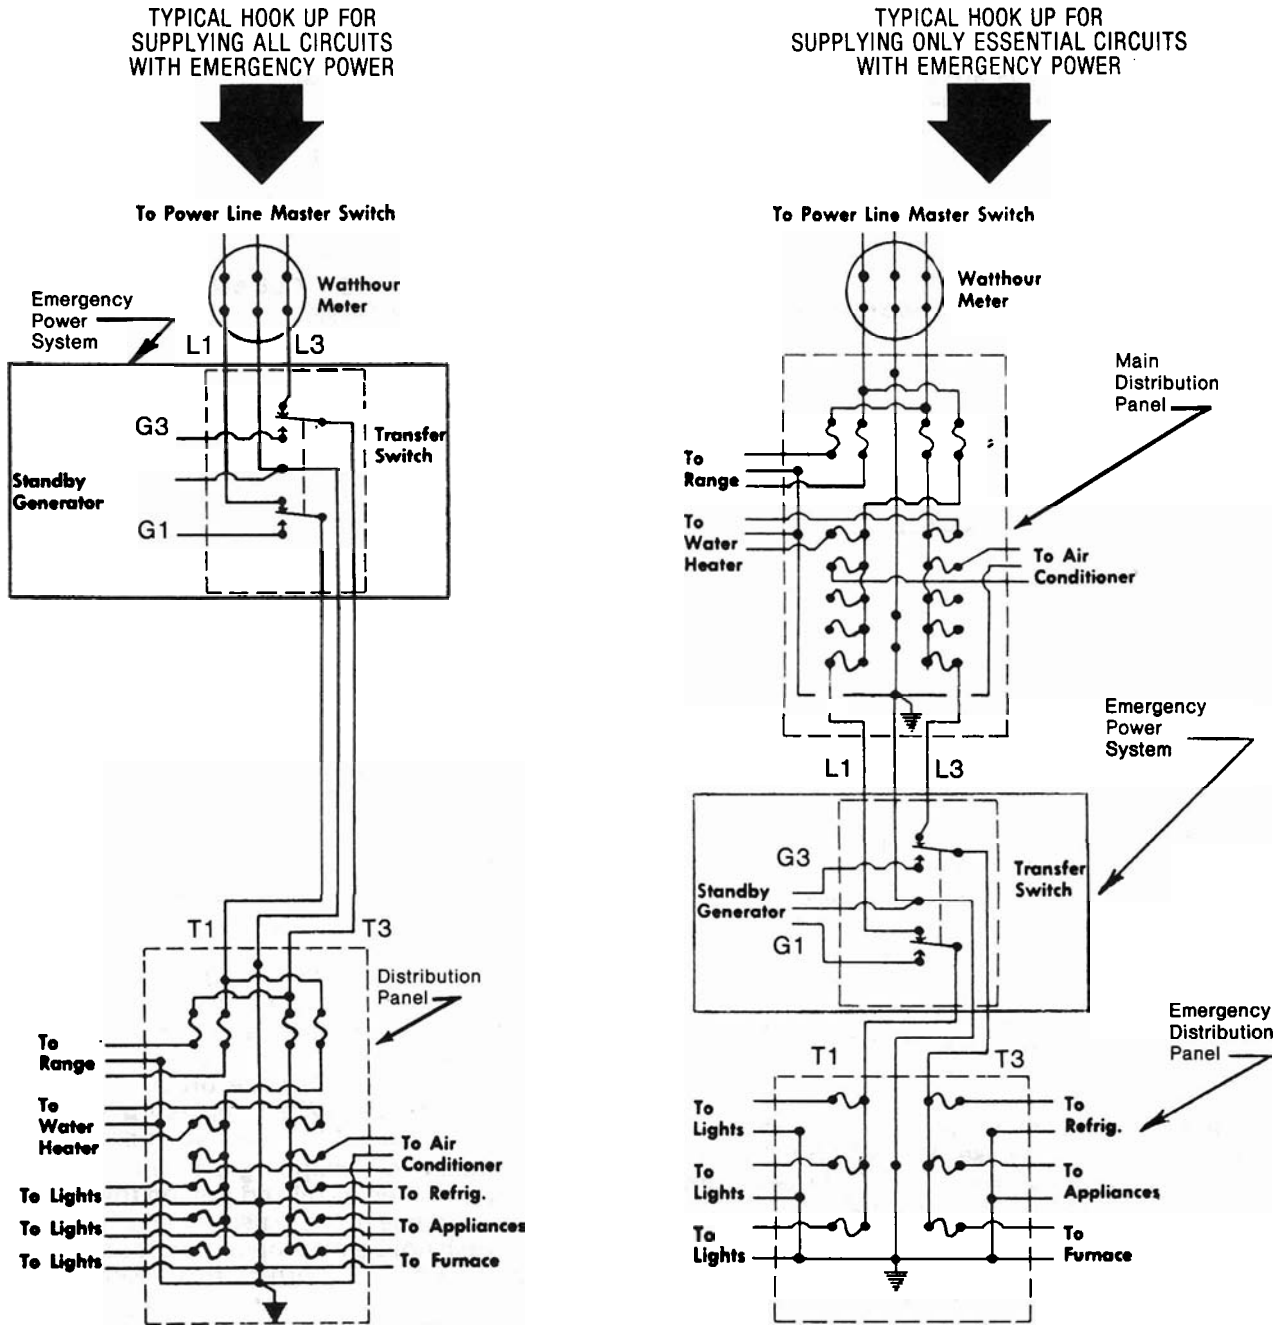 TYPICAL HOOK UP FOR
SUPPLYING ALL CIRCUITS
WITH EMERGENCY POWER
To Power Line Master Switch
Watthour
Meter
Emergency
Power
System
L1
L3
G3
Transfer
Switch
Standby
Generator
G1
T1
T3
Distribution
Panel
To
Range
To
Water
Heater
To Air
Conditioner
To Lights
To Refrig.
To Lights
To Appliances
To Lights
To Furnace
TYPICAL HOOK UP FOR
SUPPLYING ONLY ESSENTIAL CIRCUITS
WITH EMERGENCY POWER
To Power Line Master Switch
Watthour
Meter
Main
Distribution
Panel
To
Range
To
Water
Heater
To Air
Conditioner
Emergency
Power
System
L1
L3
G3
Transfer
Switch
Standby
Generator
G1
Emergency
Distribution
Panel
T1
T3
To
Lights
To
Refrig.
To
Lights
To
Appliances
To
Lights
To
Furnace